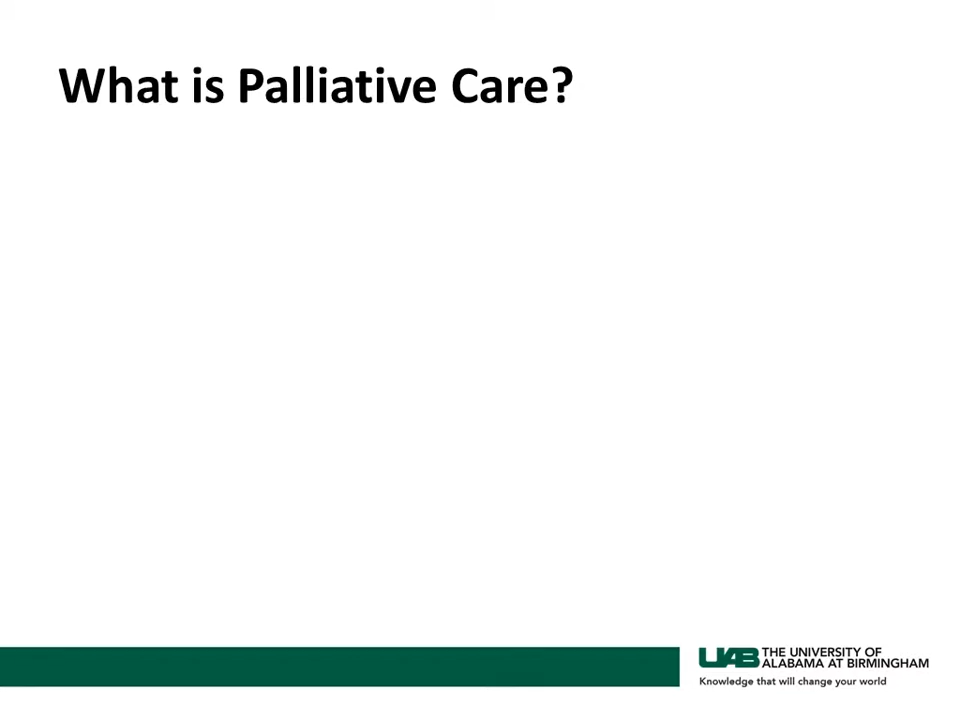 What is Palliative Care?
UAB THE UNIVERSITY OF
ALABAMA AT BIRMINGHAM
Knowledge that will change your world